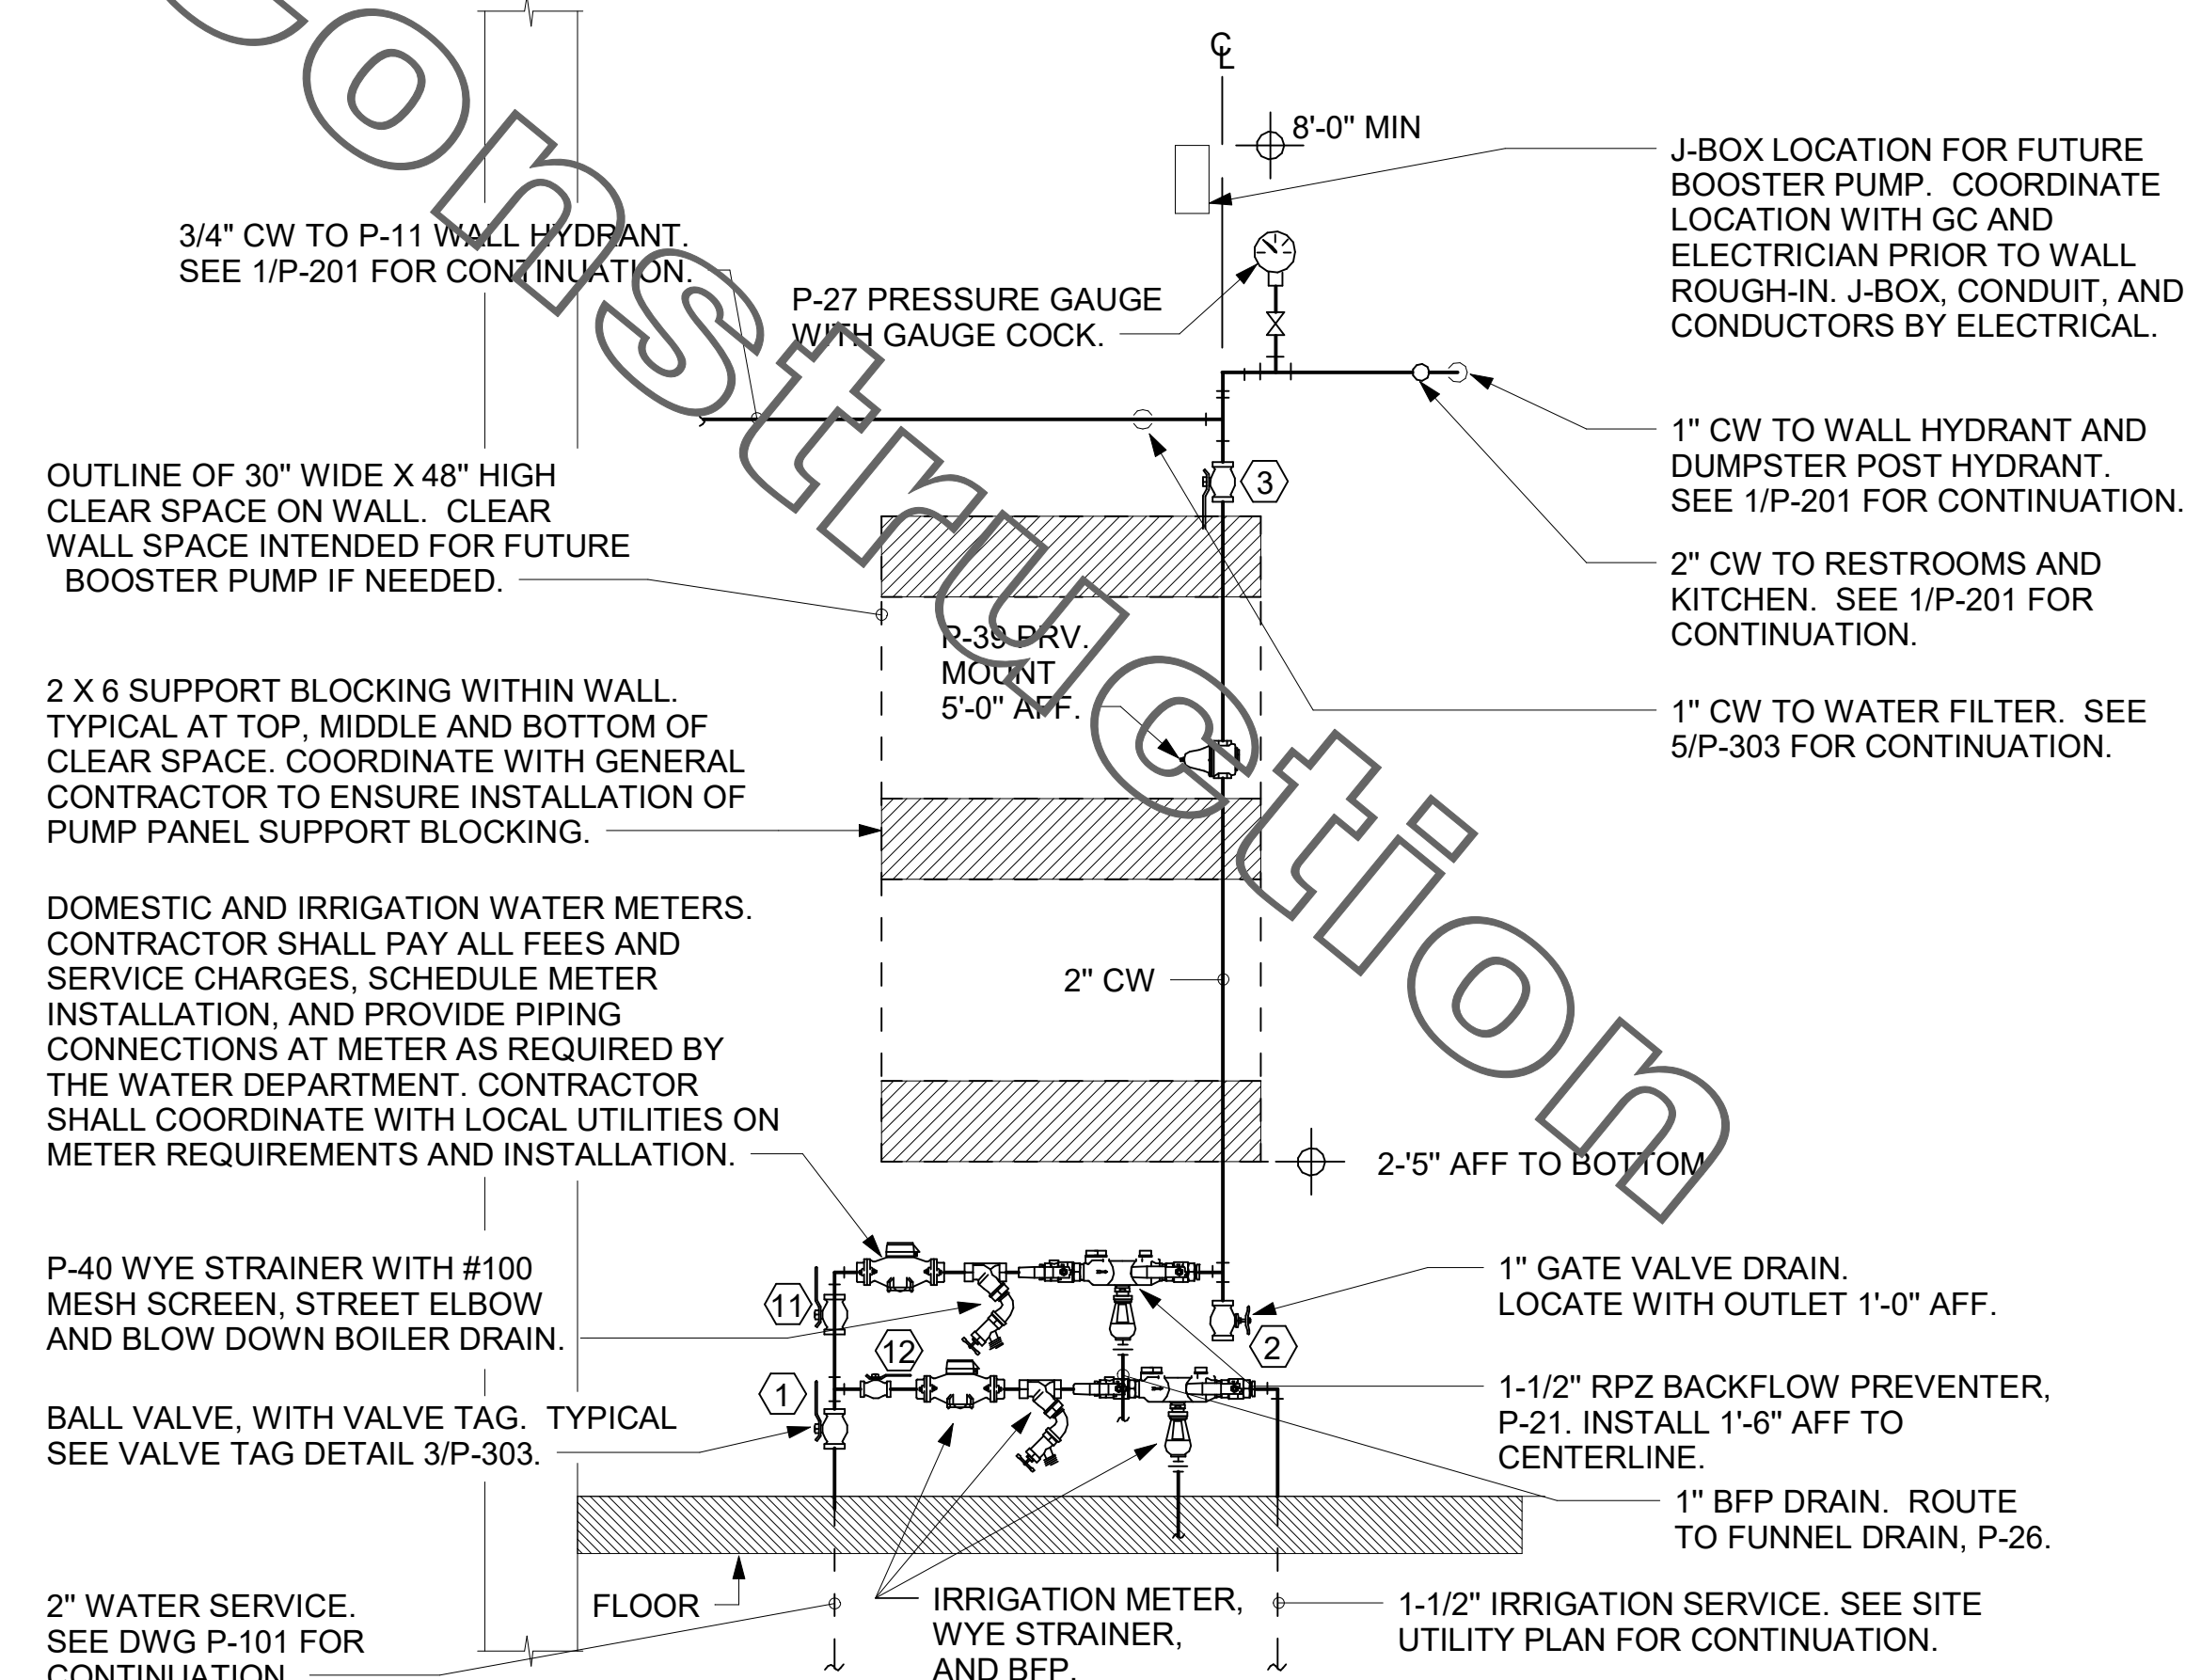 Construction
℄
8'-0" MIN
J-BOX LOCATION FOR FUTURE
BOOSTER PUMP. COORDINATE
LOCATION WITH GC AND
ELECTRICIAN PRIOR TO WALL
ROUGH-IN. J-BOX, CONDUIT, AND
CONDUCTORS BY ELECTRICAL.
3/4" CW TO P-11 WALL HYDRANT.
SEE 1/P-201 FOR CONTINUATION.
P-27 PRESSURE GAUGE
WITH GAUGE COCK.
1" CW TO WALL HYDRANT AND
DUMPSTER POST HYDRANT.
SEE 1/P-201 FOR CONTINUATION.
OUTLINE OF 30" WIDE X 48" HIGH
CLEAR SPACE ON WALL. CLEAR
WALL SPACE INTENDED FOR FUTURE
BOOSTER PUMP IF NEEDED.
3
2" CW TO RESTROOMS AND
KITCHEN. SEE 1/P-201 FOR
CONTINUATION.
P-39 PRV.
MOUNT
5'-0" AFF.
2 X 6 SUPPORT BLOCKING WITHIN WALL.
TYPICAL AT TOP, MIDDLE AND BOTTOM OF
CLEAR SPACE. COORDINATE WITH GENERAL
CONTRACTOR TO ENSURE INSTALLATION OF
PUMP PANEL SUPPORT BLOCKING.
1" CW TO WATER FILTER. SEE
5/P-303 FOR CONTINUATION.
DOMESTIC AND IRRIGATION WATER METERS.
CONTRACTOR SHALL PAY ALL FEES AND
SERVICE CHARGES, SCHEDULE METER
INSTALLATION, AND PROVIDE PIPING
CONNECTIONS AT METER AS REQUIRED BY
THE WATER DEPARTMENT. CONTRACTOR
SHALL COORDINATE WITH LOCAL UTILITIES ON
METER REQUIREMENTS AND INSTALLATION.
2" CW
2-'5" AFF TO BOTTOM
P-40 WYE STRAINER WITH #100
MESH SCREEN, STREET ELBOW
AND BLOW DOWN BOILER DRAIN.
11
12
2
1" GATE VALVE DRAIN.
LOCATE WITH OUTLET 1'-0" AFF.
1
BALL VALVE, WITH VALVE TAG. TYPICAL
SEE VALVE TAG DETAIL 3/P-303.
1-1/2" RPZ BACKFLOW PREVENTER,
P-21. INSTALL 1'-6" AFF TO
CENTERLINE.
1" BFP DRAIN. ROUTE
TO FUNNEL DRAIN, P-26.
2" WATER SERVICE.
SEE DWG P-101 FOR
CONTINUATION
FLOOR
IRRIGATION METER,
WYE STRAINER,
AND BFP.
1-1/2" IRRIGATION SERVICE. SEE SITE
UTILITY PLAN FOR CONTINUATION.